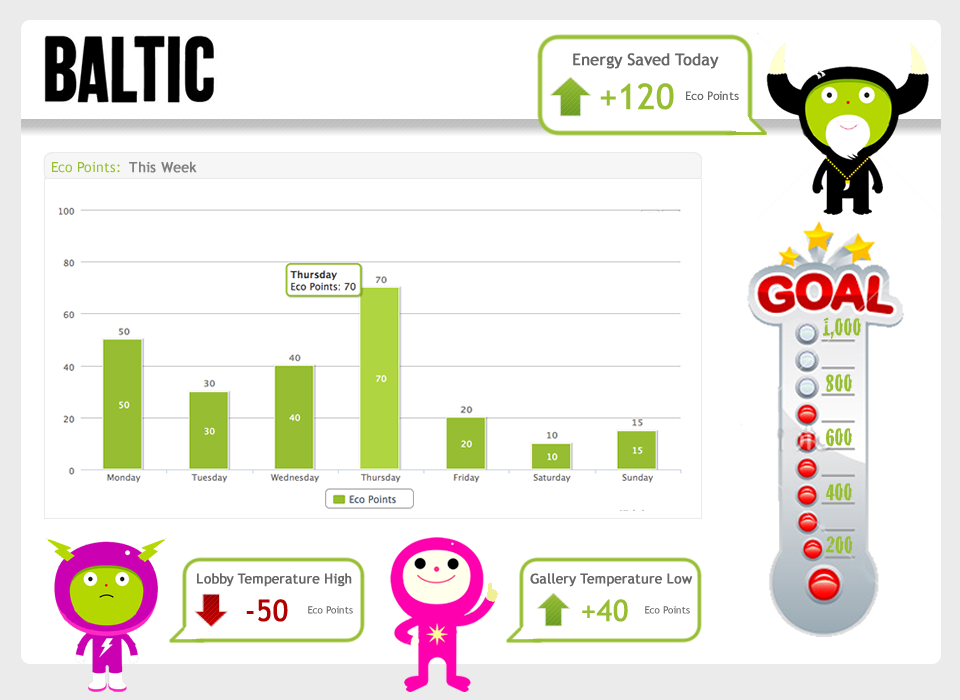 BALTIC
Energy Saved Today
+120 Eco Points
Eco Points: This Week
100
80
60
40
20
0
50
50
30
30
40
40
Thursday
Eco Points: 70
70
70
20
20
10
10
15
15
Monday Tuesday Wednesday Thursday Friday Saturday Sunday
Eco Points
GOAL
1,000
800
600
400
200
Lobby Temperature High
-50 Eco Points
Gallery Temperature Low
+40 Eco Points